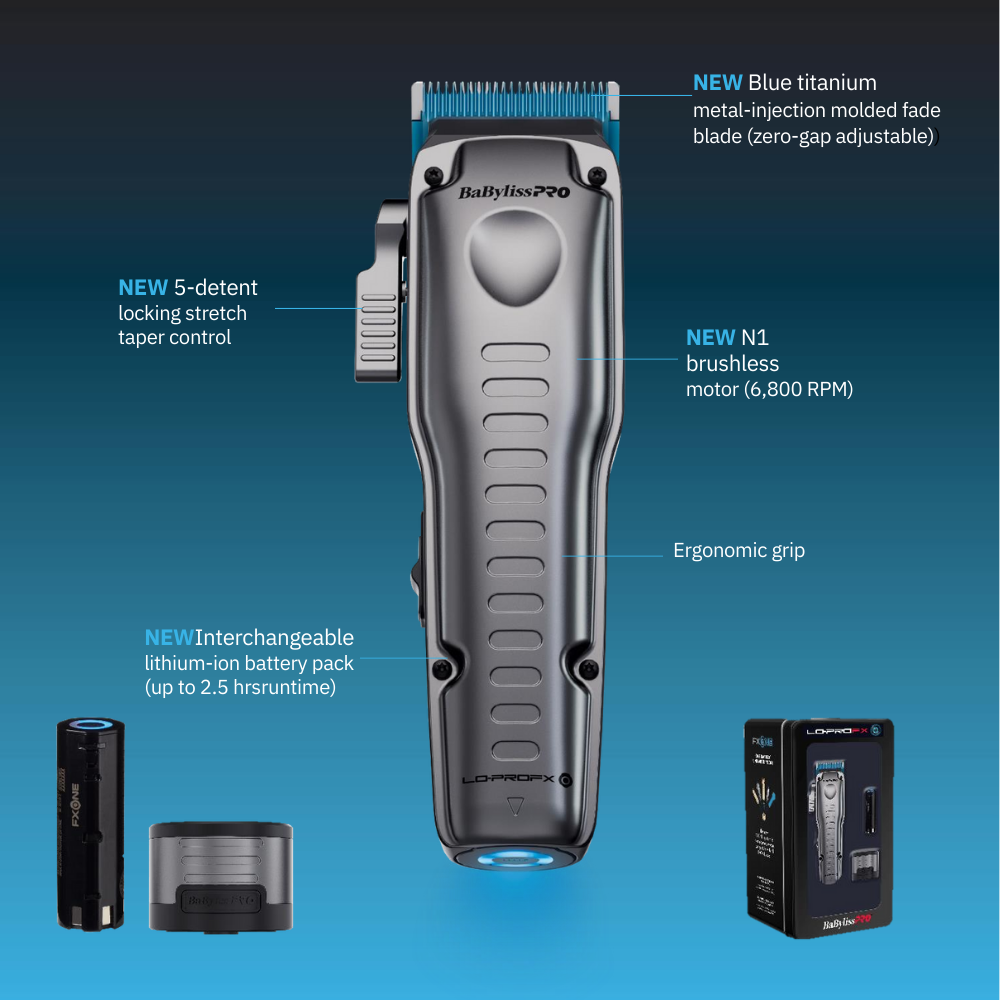 NEW Blue titanium
metal-injection molded fade
blade (zero-gap adjustable))
BaBylissPRO
NEW 5-detent
locking stretch
taper control
NEW N1
brushless
motor (6,800 RPM)
Ergonomic grip
NEWInterchangeable
lithium-ion battery pack
(up to 2.5 hrsruntime)
LO-PROFX
FXONE
BaBylissPRO
LO-PROFX
FXONE
BaBylissPRO